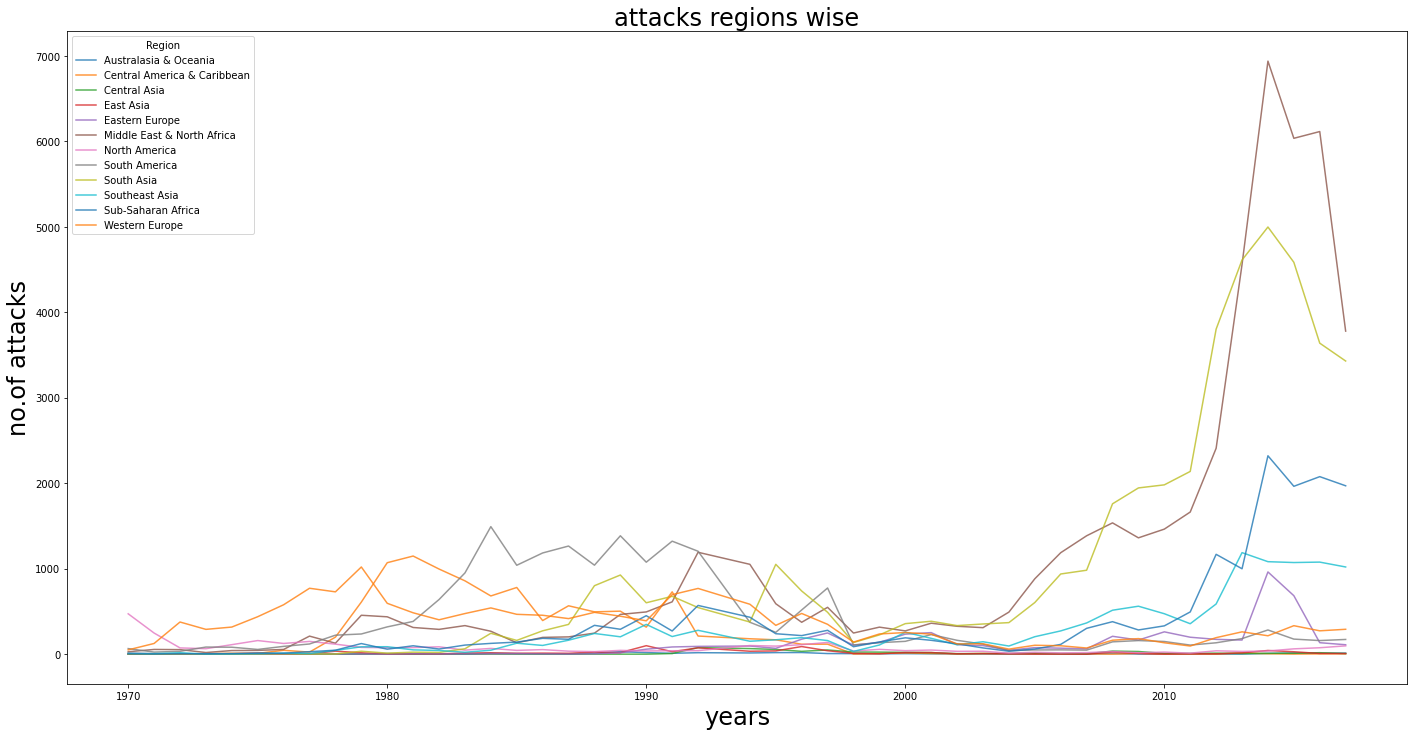 attacks regions wise
Region
Australasia & Oceania
Central America & Caribbean
Central Asia
East Asia
Eastern Europe
Middle East & North Africa
North America
South America
South Asia
Southeast Asia
Sub-Saharan Africa
Western Europe
no.of attacks
7000
6000
5000
4000
3000
2000
1000
0
1970
1980
1990
2000
2010
years